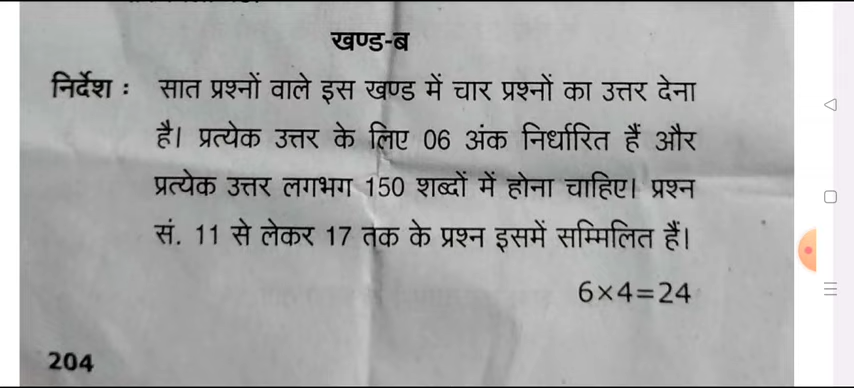 खण्ड-ब
निर्देश : सात प्रश्नों वाले इस खण्ड में चार प्रश्नों का उत्तर देना
है। प्रत्येक उत्तर के लिए 06 अंक निर्धारित हैं और
प्रत्येक उत्तर लगभग 150 शब्दों में होना चाहिए। प्रश्न
सं. 11 से लेकर 17 तक के प्रश्न इसमें सम्मिलित हैं।
6×4=24
204